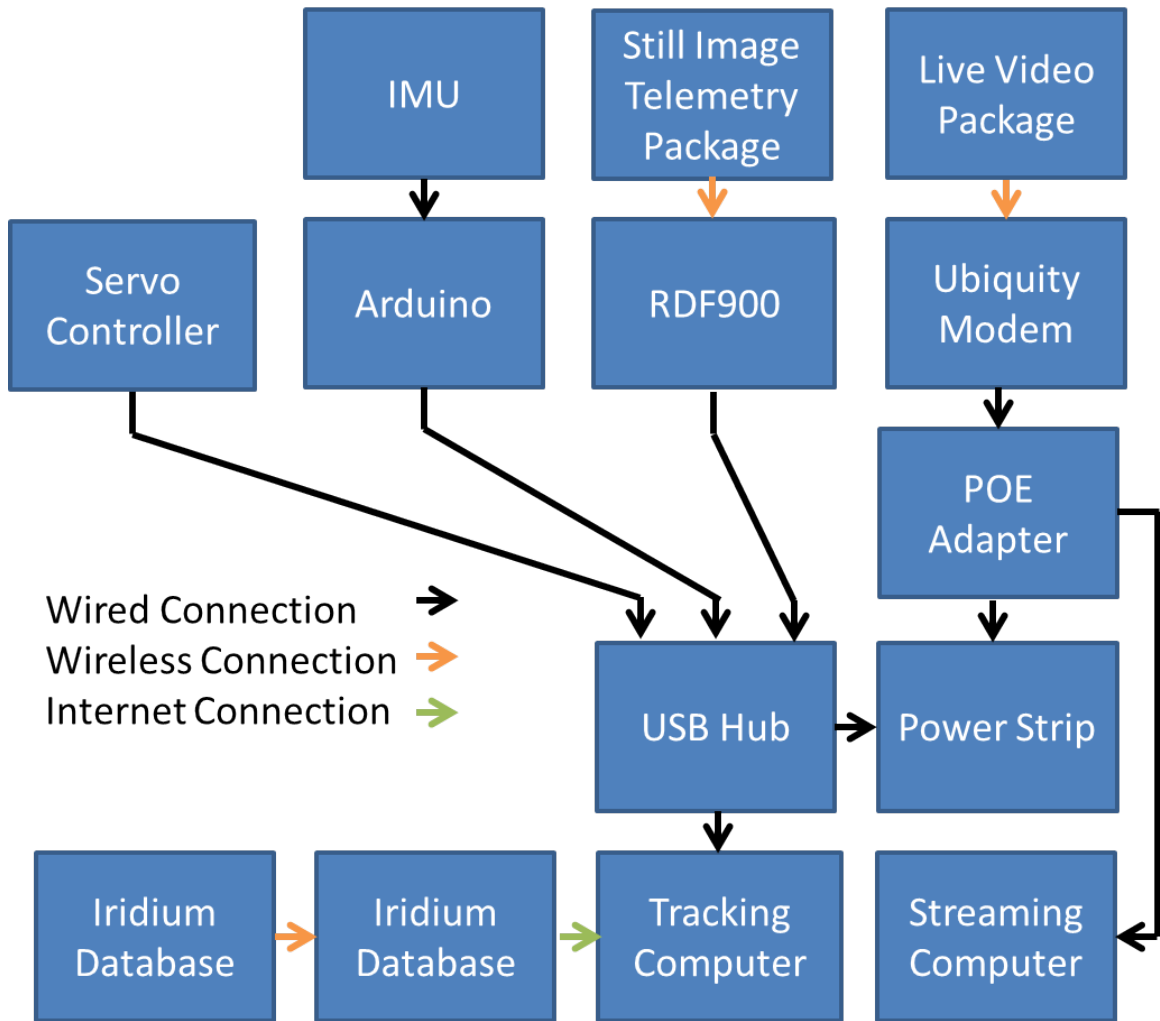 IMU
Still Image
Telemetry
Package
Live Video
Package
Servo
Controller
Arduino
RDF900
Ubiquity
Modem
POE
Adapter
Wired Connection
Wireless Connection
Internet Connection
USB Hub
Power Strip
Iridium
Database
Iridium
Database
Tracking
Computer
Streaming
Computer